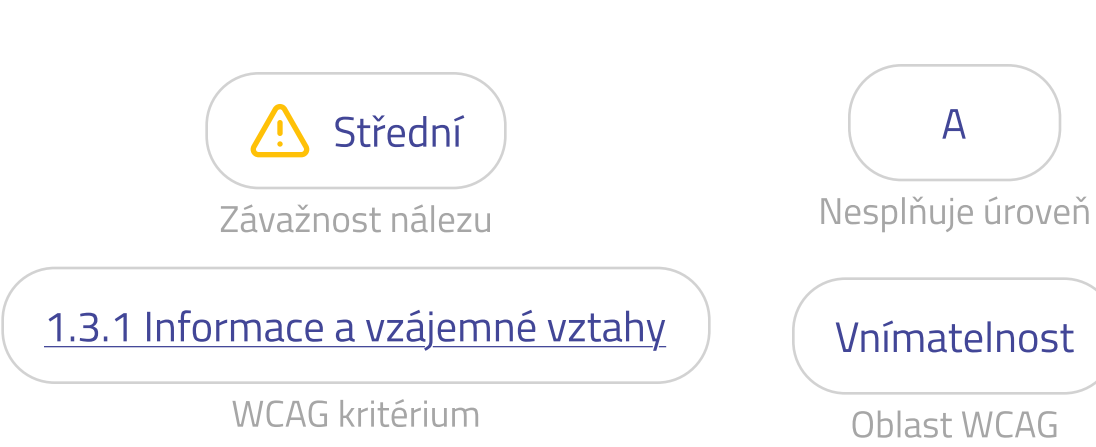 Střední
Závažnost nálezu
A
Nesplňuje úroveň
1.3.1 Informace a vzájemné vztahy
WCAG kritérium
Vnímatelnost
Oblast WCAG